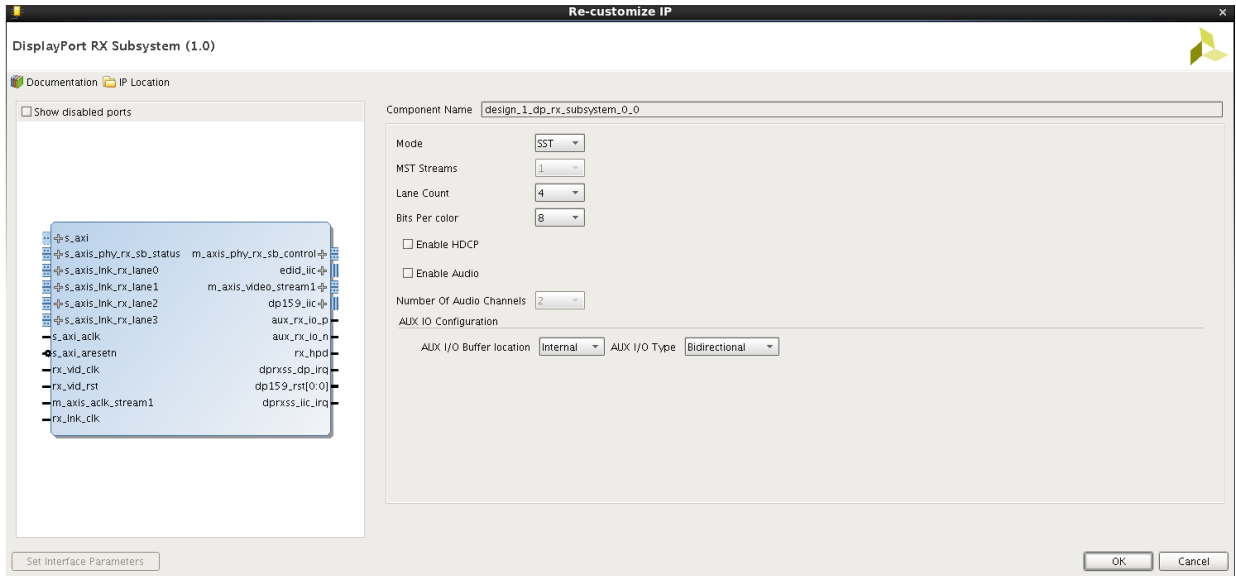 Re-customize IP
DisplayPort RX Subsystem (1.0)
Documentation IP Location
Show disabled ports
s_axi
s_axis_phy_rx_sb_status m_axis_phy_rx_sb_control
s_axis_lnk_rx_lane0 edid_iic
s_axis_lnk_rx_lane1 m_axis_video_stream1
s_axis_lnk_rx_lane2 dp159_iic
s_axis_lnk_rx_lane3 aux_rx_io_p
s_axi_aclk aux_rx_io_n
s_axi_aresetn rx_hpd
rx_vid_clk dprxss_dp_irq
rx_vid_rst dp159_rst[0:0]
m_axis_aclk_stream1 dprxss_iic_irq
rx_lnk_clk
Component Name design_1_dp_rx_subsystem_0_0
Mode SST
MST Streams 1
Lane Count 4
Bits Per color 8
Enable HDCP
Enable Audio
Number Of Audio Channels 2
AUX IO Configuration
AUX I/O Buffer location Internal AUX I/O Type Bidirectional
Set Interface Parameters
OK Cancel